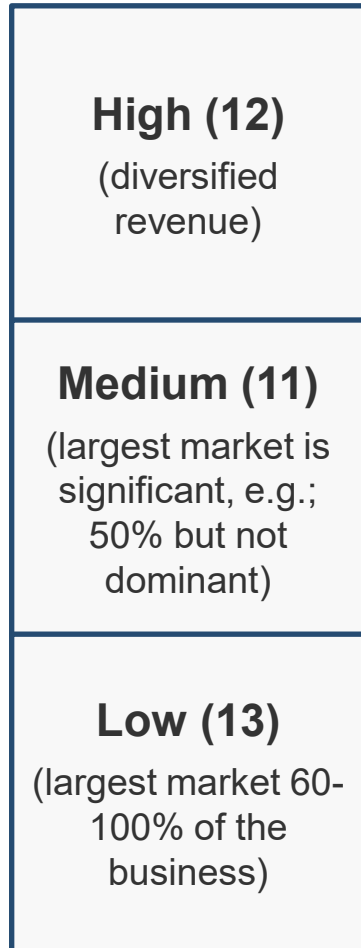 High (12)
(diversified
revenue)
Medium (11)
(largest market is
significant, e.g.;
50% but not
dominant)
Low (13)
(largest market 60-
100% of the
business)